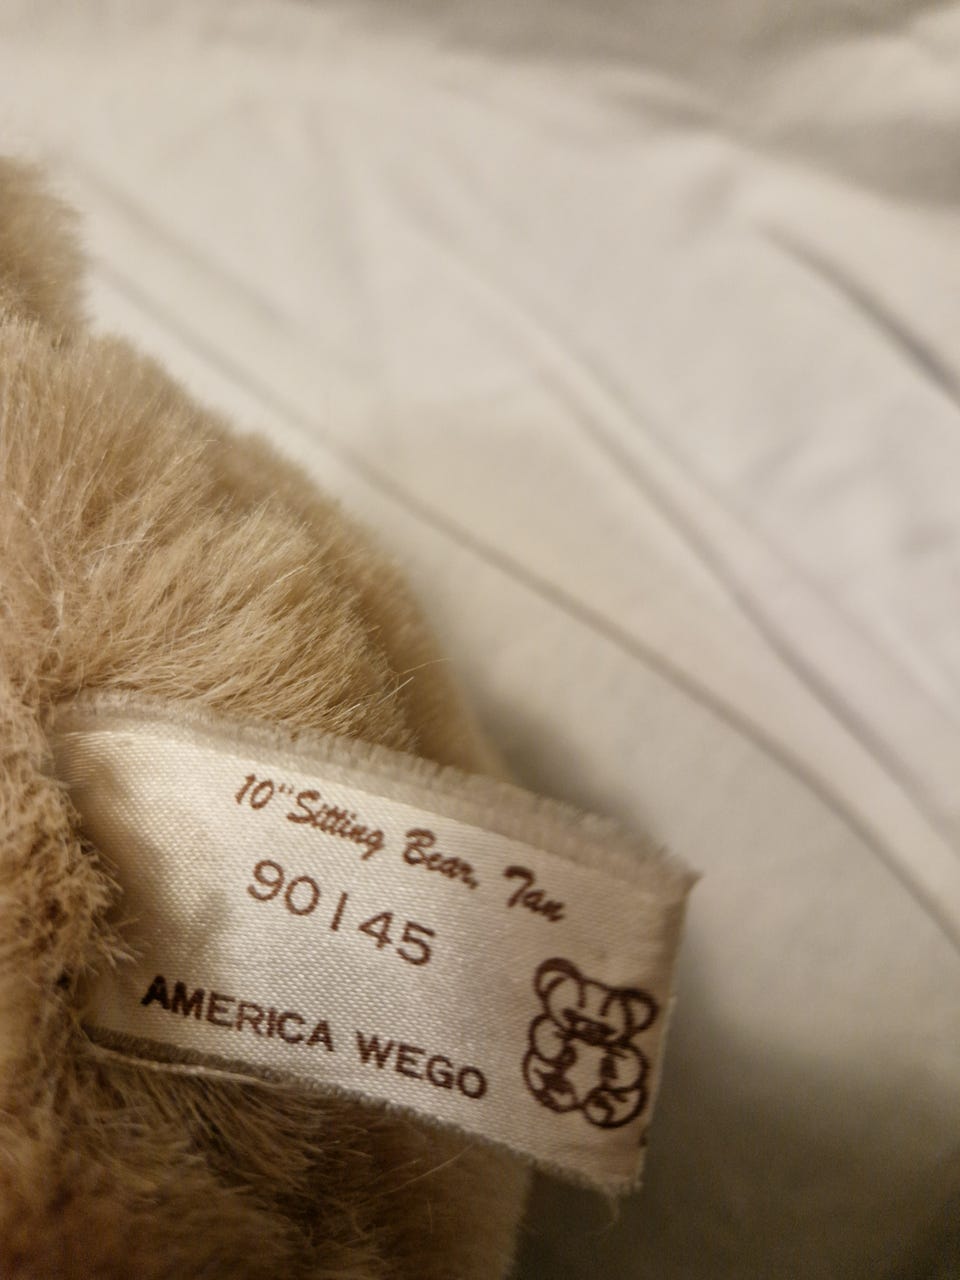 10" Sitting Bear, Tan
90145
AMERICA WEGO